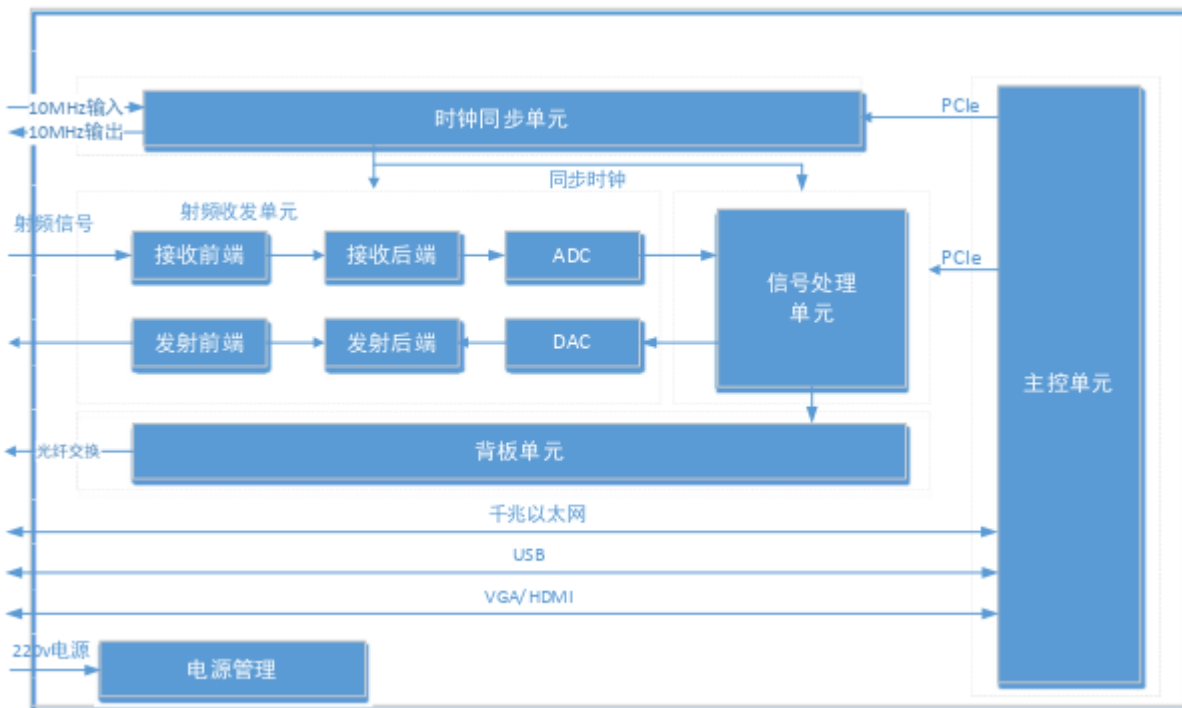 10MHz输入
10MHz输出
时钟同步单元
PCIe
同步时钟
射频信号
射频收发单元
接收前端
接收后端
ADC
信号处理
单元
PCIe
发射前端
发射后端
DAC
主控单元
光纤交换
背板单元
千兆以太网
USB
VGA/HDMI
220v电源
电源管理